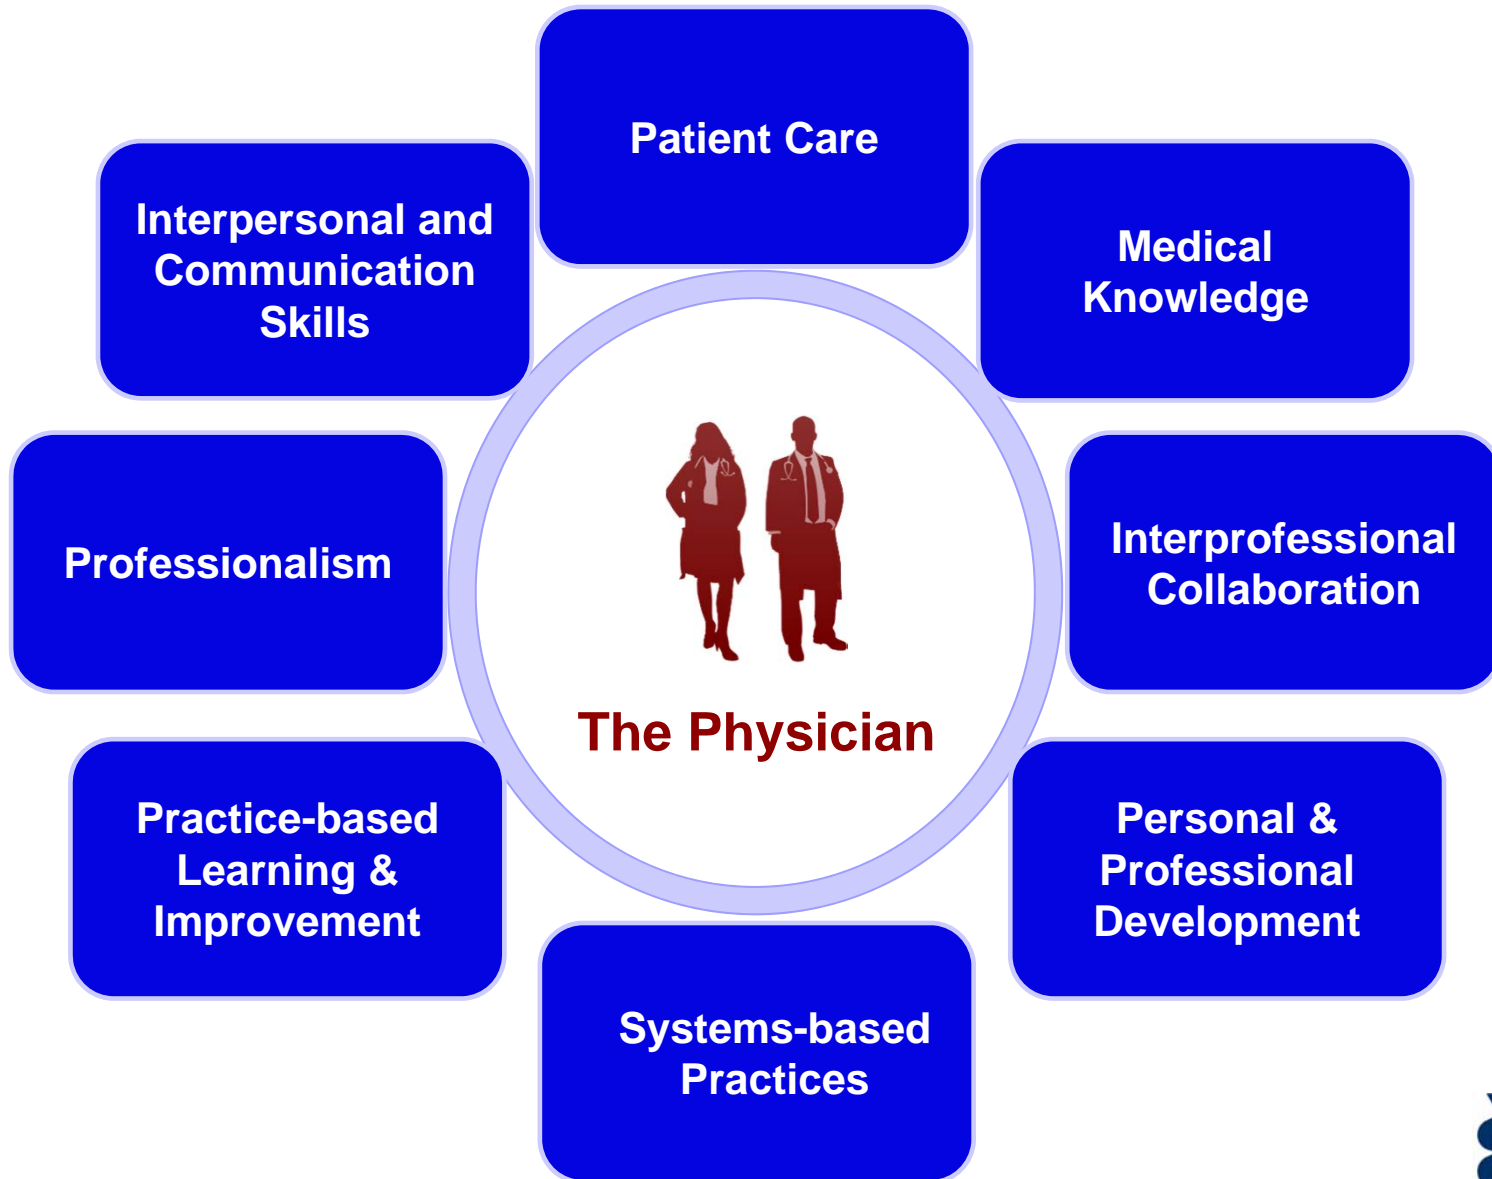 Patient Care
Interpersonal and
Communication
Skills
Medical
Knowledge
Professionalism
Interprofessional
Collaboration
The Physician
Practice-based
Learning &
Improvement
Personal &
Professional
Development
Systems-based
Practices